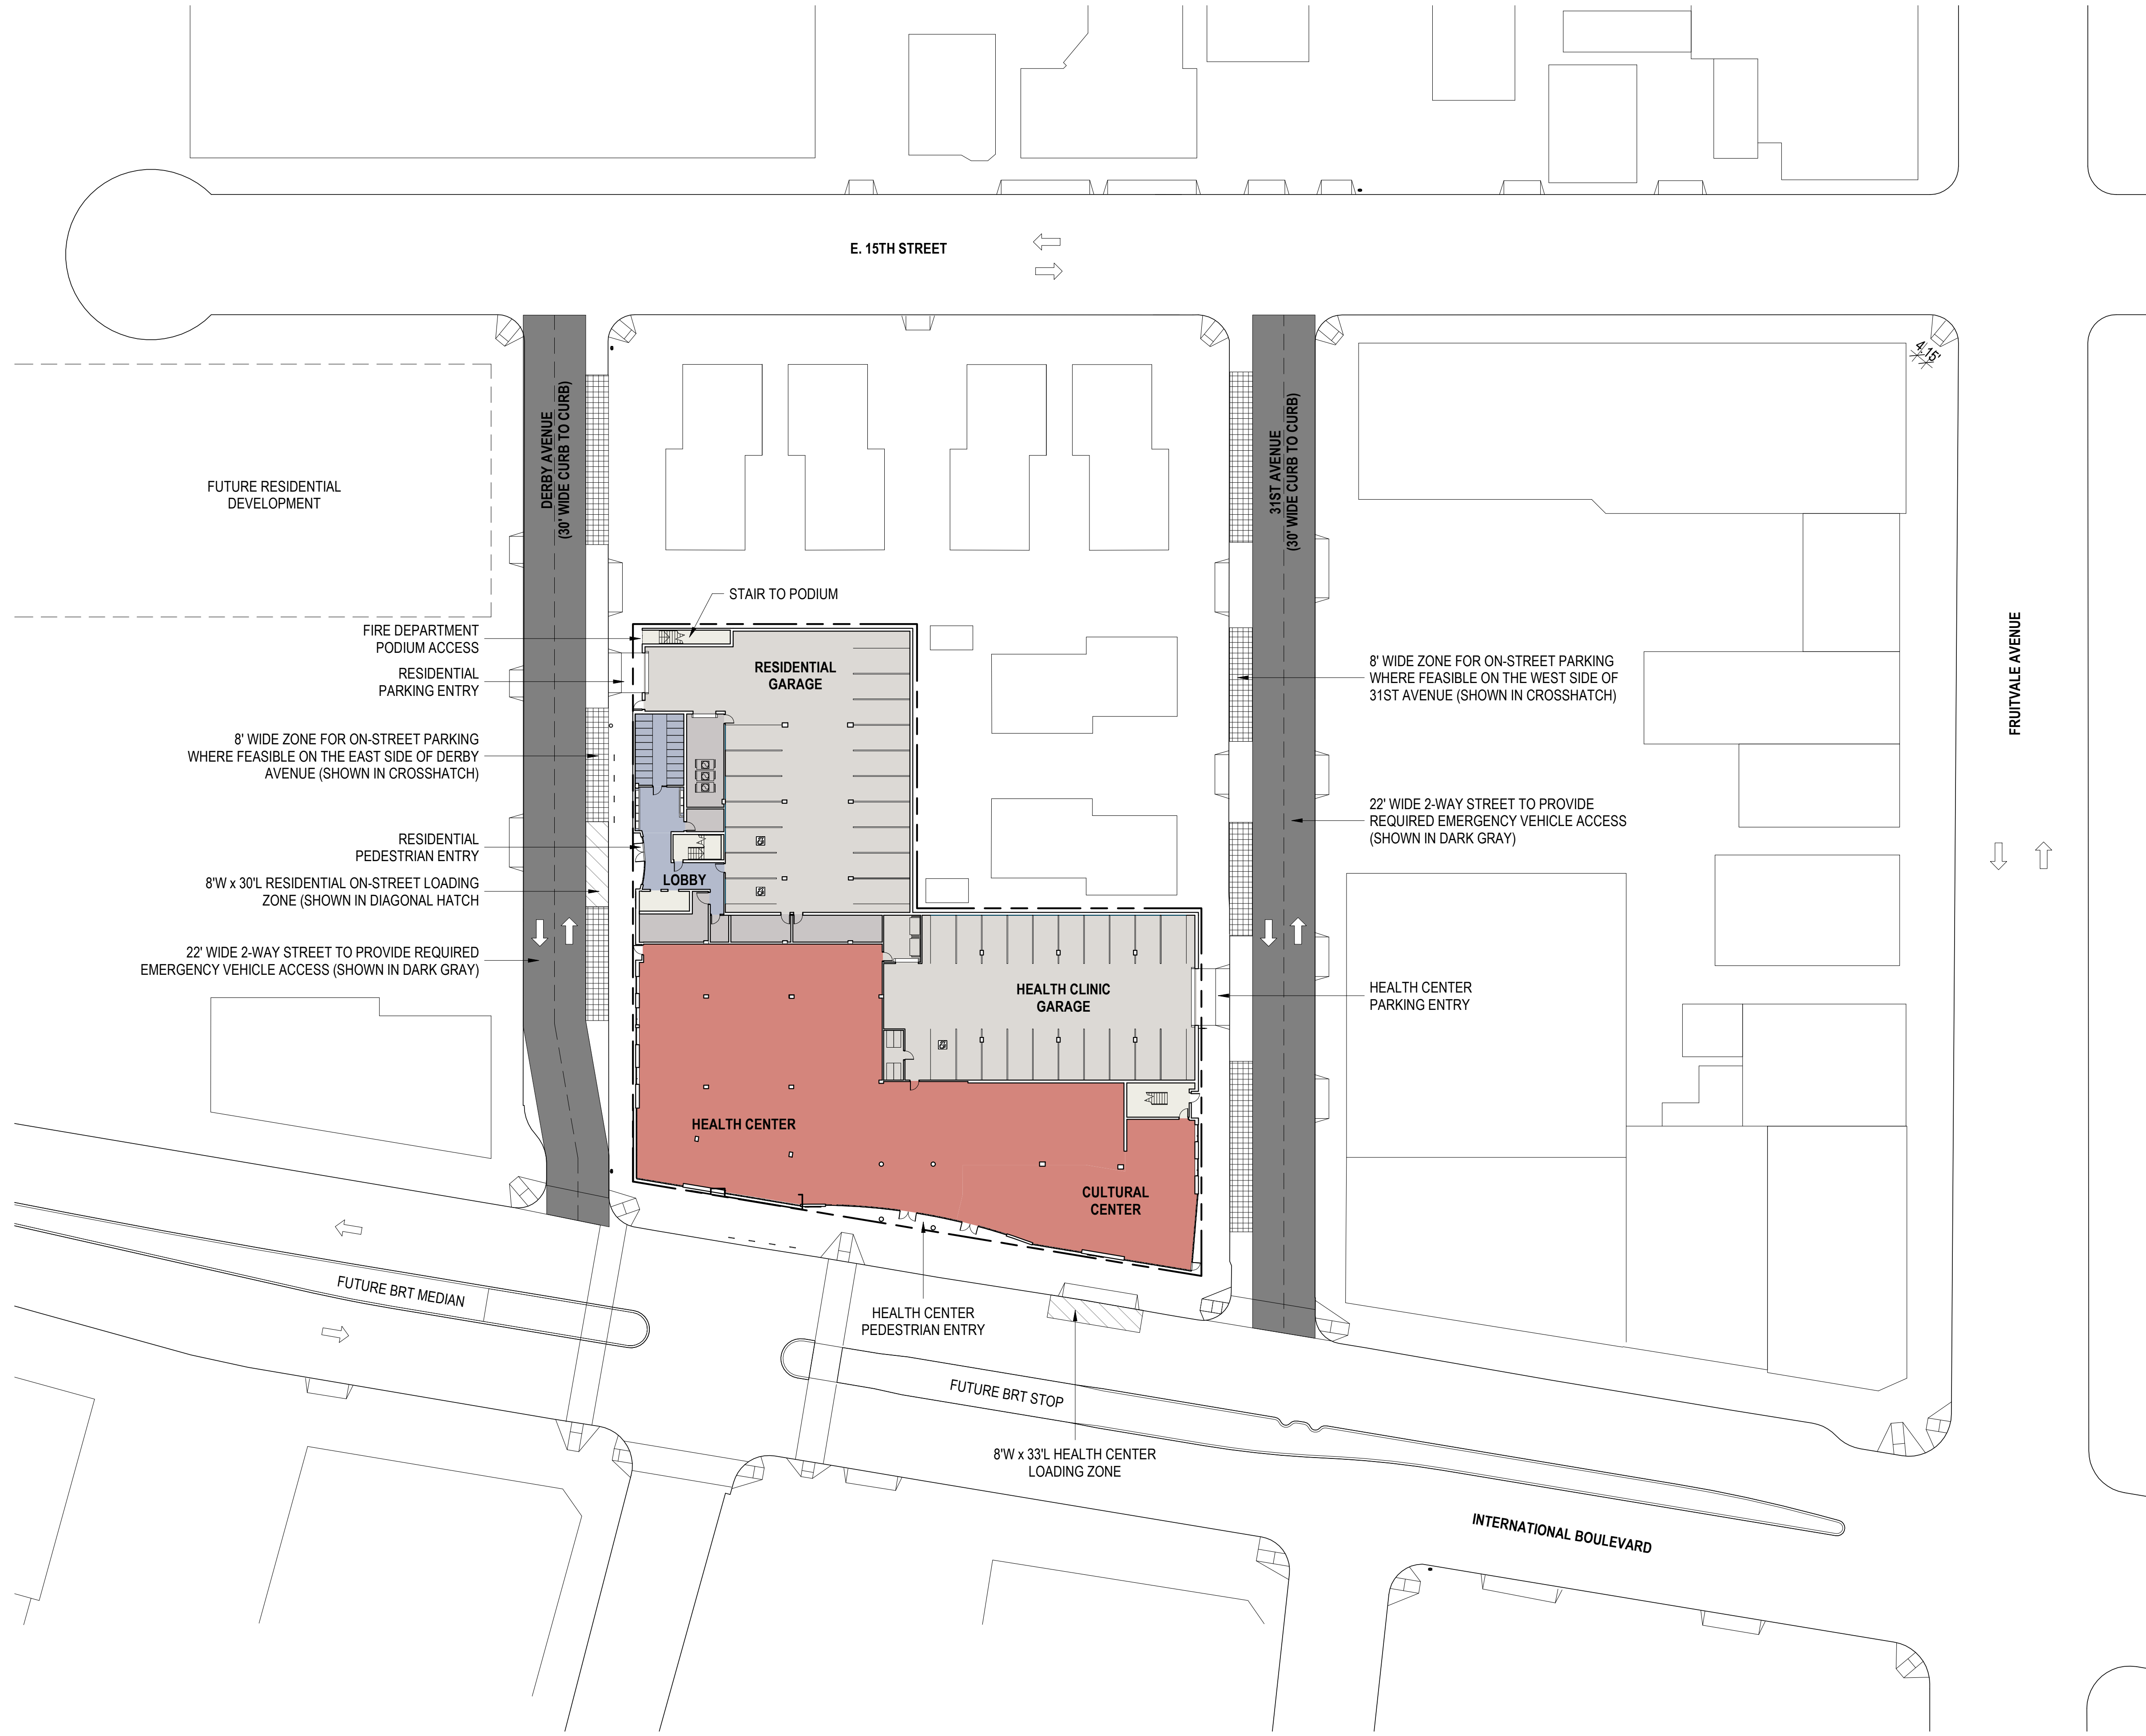 E. 15TH STREET
4.15'
DERBY AVENUE
(30' WIDE CURB TO CURB)
31ST AVENUE
(30' WIDE CURB TO CURB)
FUTURE RESIDENTIAL
DEVELOPMENT
STAIR TO PODIUM
FIRE DEPARTMENT
PODIUM ACCESS
RESIDENTIAL
PARKING ENTRY
RESIDENTIAL
GARAGE
8' WIDE ZONE FOR ON-STREET PARKING
WHERE FEASIBLE ON THE WEST SIDE OF
31ST AVENUE (SHOWN IN CROSSHATCH)
FRUITVALE AVENUE
8' WIDE ZONE FOR ON-STREET PARKING
WHERE FEASIBLE ON THE EAST SIDE OF DERBY
AVENUE (SHOWN IN CROSSHATCH)
22' WIDE 2-WAY STREET TO PROVIDE
REQUIRED EMERGENCY VEHICLE ACCESS
(SHOWN IN DARK GRAY)
RESIDENTIAL
PEDESTRIAN ENTRY
LOBBY
8'W x 30'L RESIDENTIAL ON-STREET LOADING
ZONE (SHOWN IN DIAGONAL HATCH
22' WIDE 2-WAY STREET TO PROVIDE REQUIRED
EMERGENCY VEHICLE ACCESS (SHOWN IN DARK GRAY)
HEALTH CLINIC
GARAGE
HEALTH CENTER
PARKING ENTRY
HEALTH CENTER
CULTURAL
CENTER
FUTURE BRT MEDIAN
HEALTH CENTER
PEDESTRIAN ENTRY
FUTURE BRT STOP
8'W x 33'L HEALTH CENTER
LOADING ZONE
INTERNATIONAL BOULEVARD